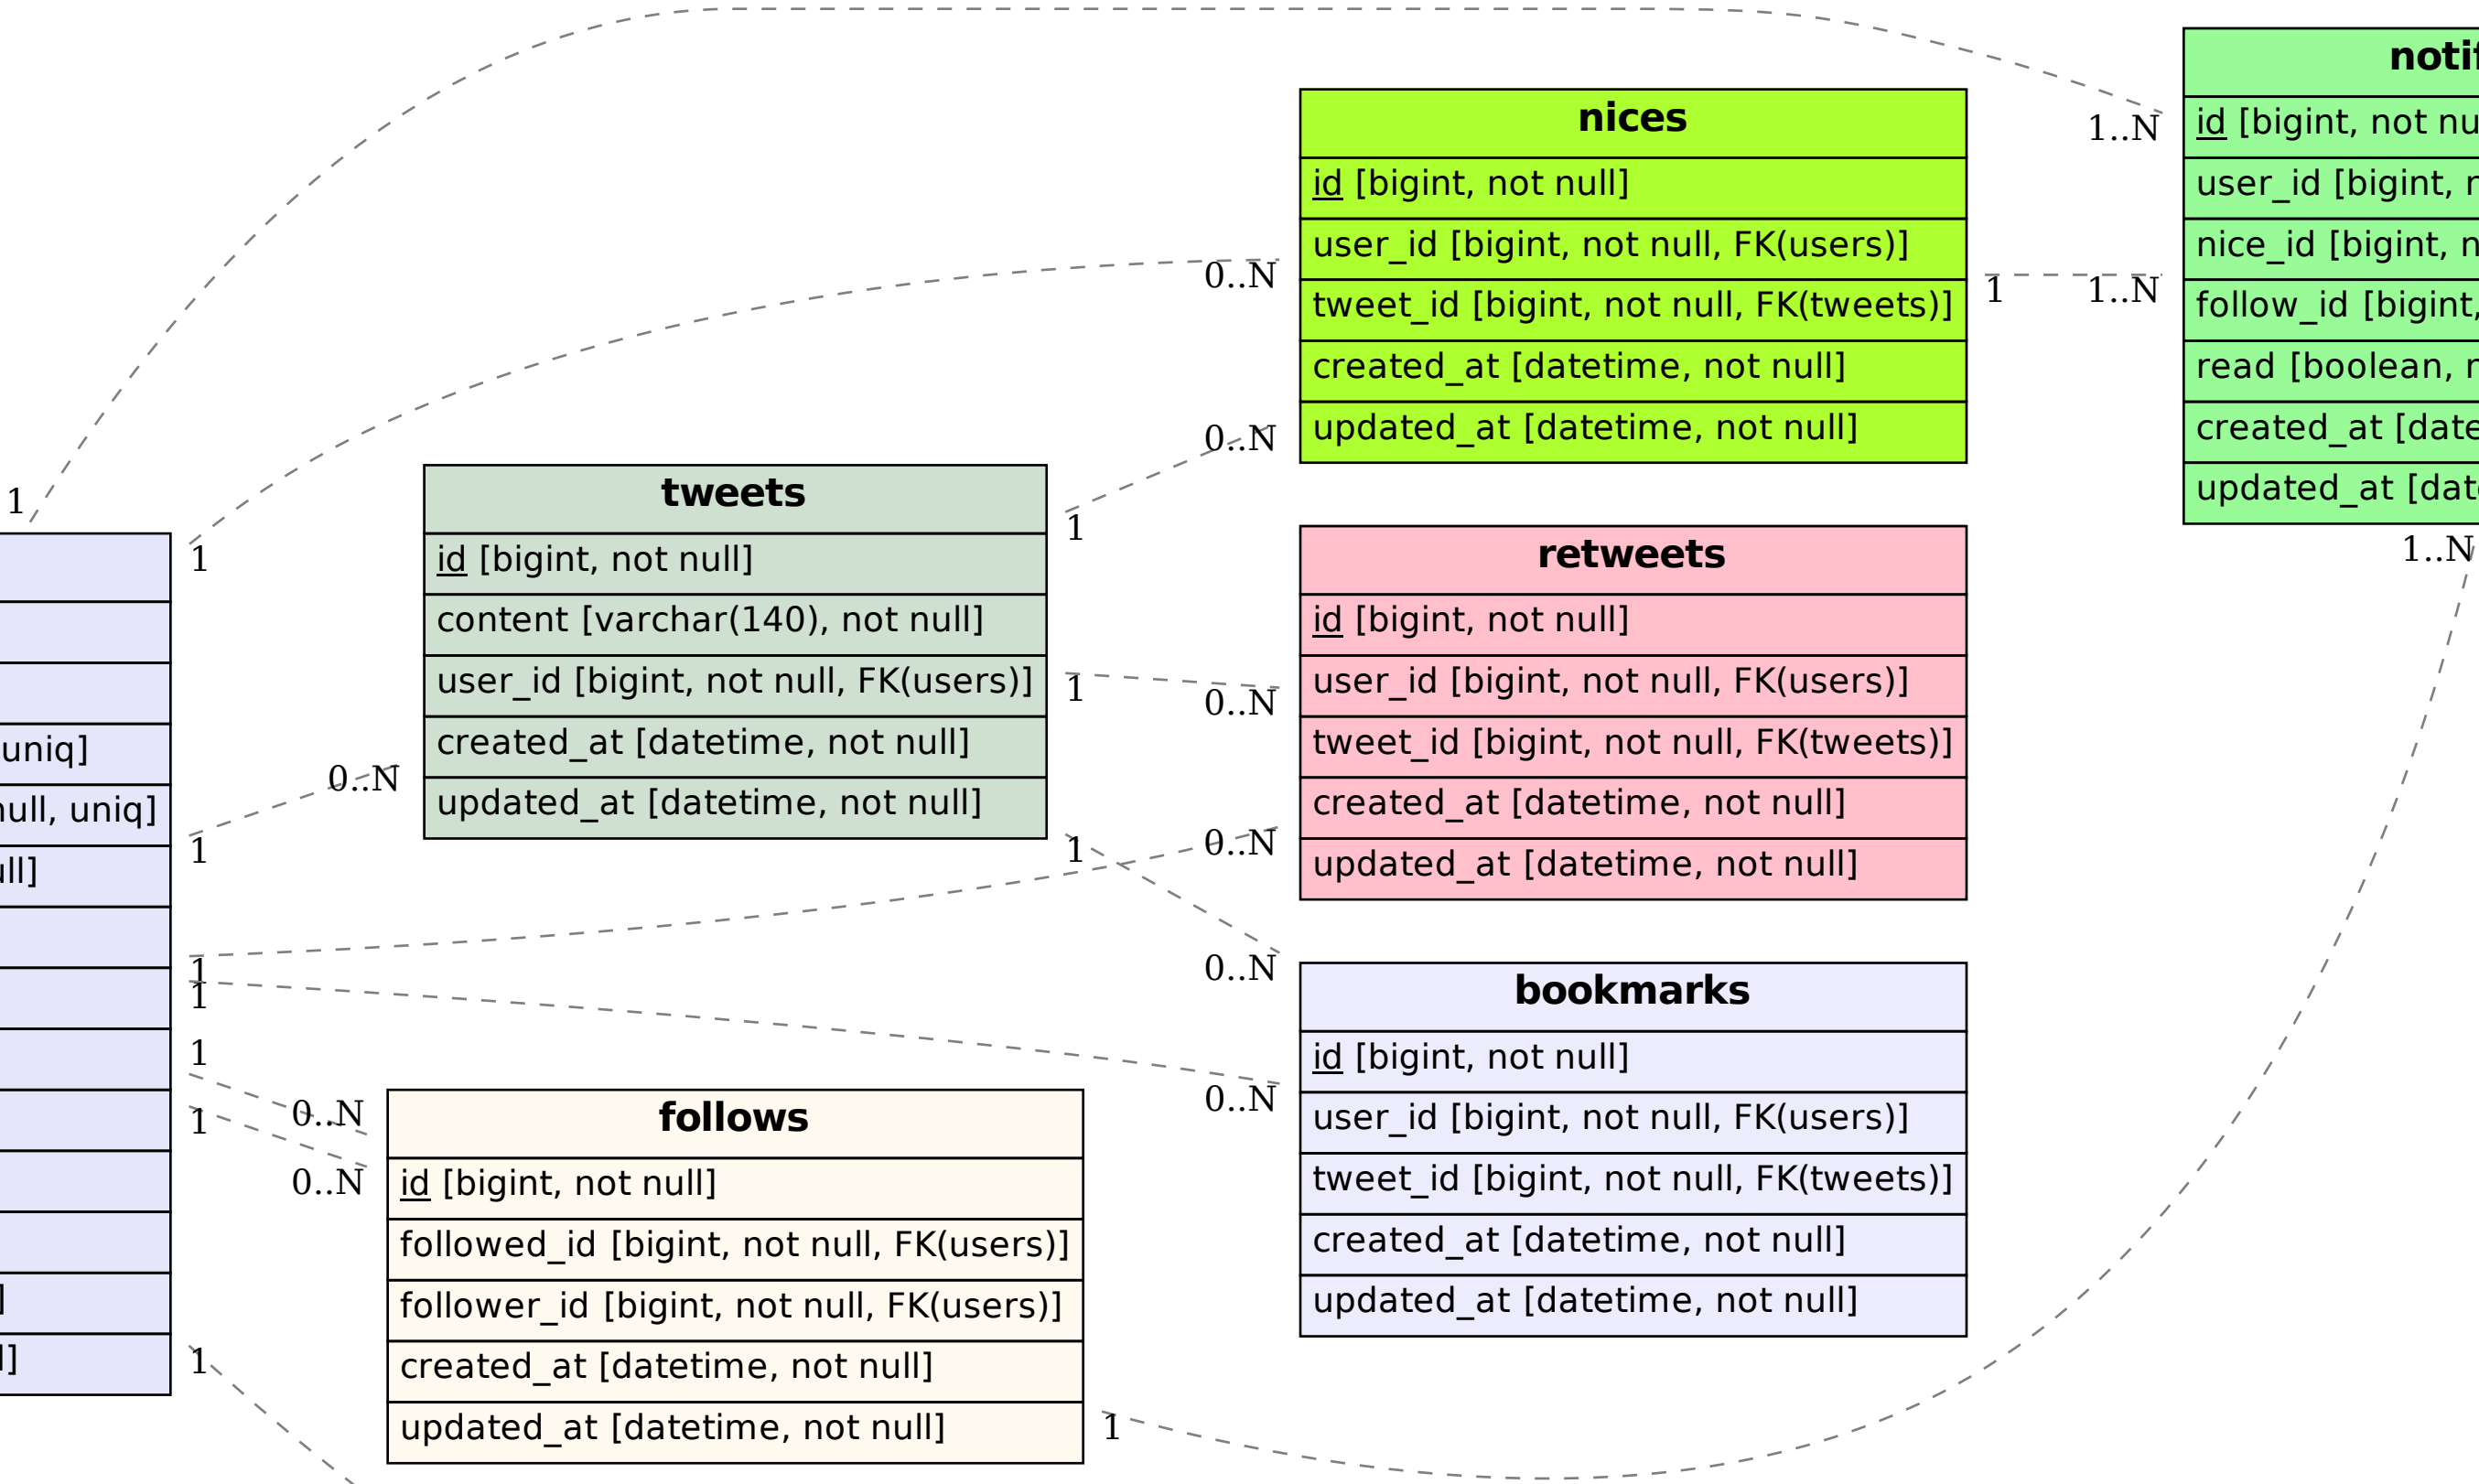 1
uniq]
null, uniq]
]
]
1
1
1
1
1
1
1
0..N
tweets
id [bigint, not null]
content [varchar(140), not null]
user_id [bigint, not null, FK(users)]
created_at [datetime, not null]
updated_at [datetime, not null]
1
1
1
0..N
0..N
follows
id [bigint, not null]
followed_id [bigint, not null, FK(users)]
follower_id [bigint, not null, FK(users)]
created_at [datetime, not null]
updated_at [datetime, not null]
1
0..N
0..N
nices
id [bigint, not null]
user_id [bigint, not null, FK(users)]
tweet_id [bigint, not null, FK(tweets)]
created_at [datetime, not null]
updated_at [datetime, not null]
1
0..N
0..N
retweets
id [bigint, not null]
user_id [bigint, not null, FK(users)]
tweet_id [bigint, not null, FK(tweets)]
created_at [datetime, not null]
updated_at [datetime, not null]
0..N
0..N
bookmarks
id [bigint, not null]
user_id [bigint, not null, FK(users)]
tweet_id [bigint, not null, FK(tweets)]
created_at [datetime, not null]
updated_at [datetime, not null]
1..N
1..N
id [bigint, not
user_id [bigint,
nice_id [bigint,
follow_id [bigint,
read [boolean,
created_at
updated_at
1..N